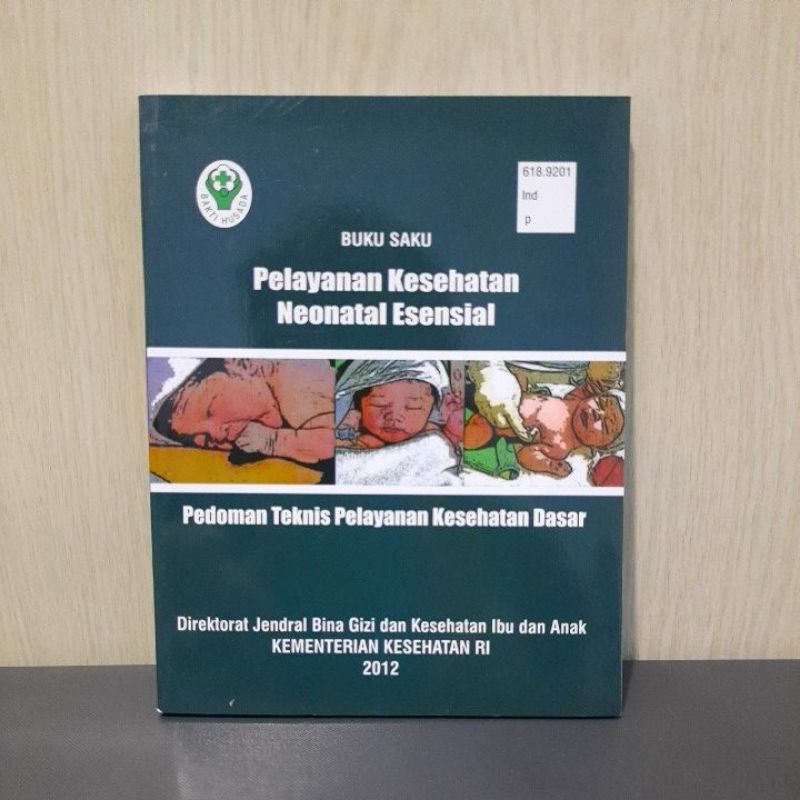 BAKTI HUSADA
618.9201
Ind
p
BUKU SAKU
Pelayanan Kesehatan
Neonatal Esensial
Pedoman Teknis Pelayanan Kesehatan Dasar
Direktorat Jendral Bina Gizi dan Kesehatan Ibu dan Anak
KEMENTERIAN KESEHATAN RI
2012